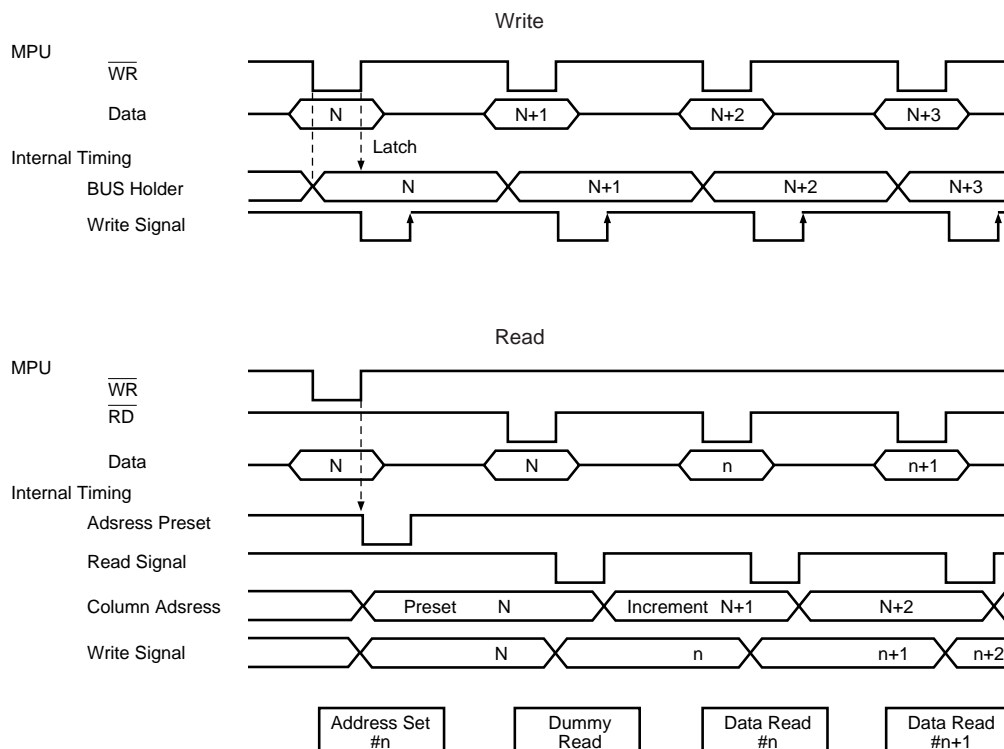 Write
MPU
WR
Data N N+1 N+2 N+3
Latch
Internal Timing
BUS Holder N N+1 N+2 N+3
Write Signal
Read
MPU
WR
RD
Data N N n n+1
Internal Timing
Adsress Preset
Read Signal
Column Adsress Preset N Increment N+1 N+2
Write Signal N n n+1 n+2
Address Set Dummy Data Read Data Read
#n Read #n #n+1